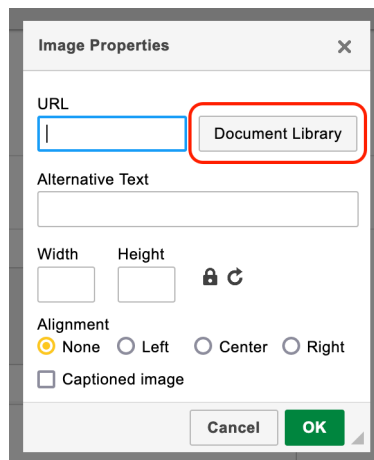 Image Properties
URL
Document Library
Alternative Text
Width Height
Alignment
None Left Center Right
Captioned image
Cancel OK